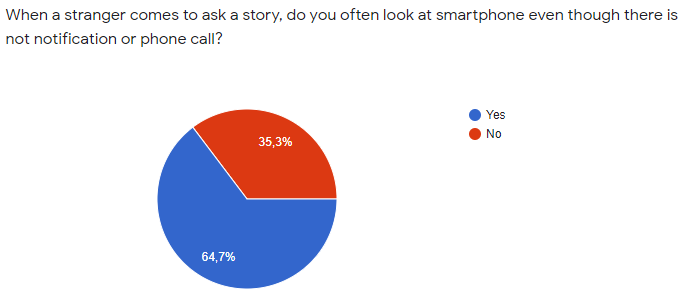 When a stranger comes to ask a story, do you often look at smartphone even though there is
not notification or phone call?
Yes
No
35,3%
64,7%